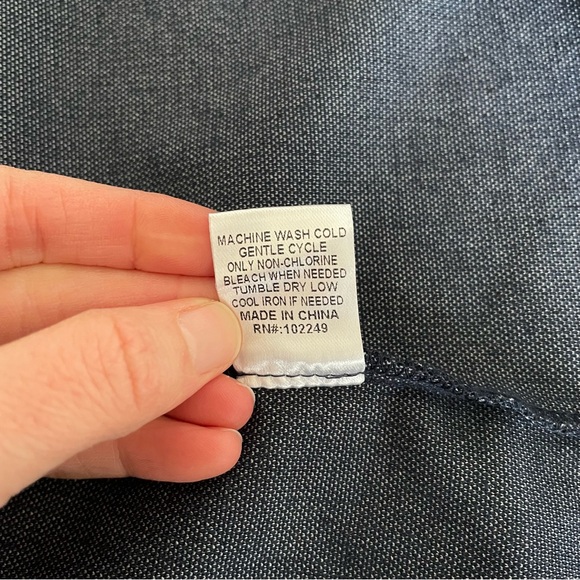 MACHINE WASH COLD
GENTLE CYCLE
ONLY NON-CHLORINE
BLEACH WHEN NEEDED
TUMBLE DRY LOW
COOL IRON IF NEEDED
MADE IN CHINA
RN#:102249